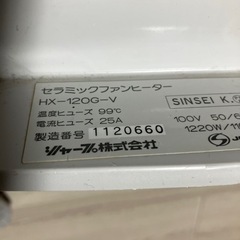 セラミックファンヒーター
HX-120G-V
温度ヒューズ 99℃
電流ヒューズ 25A
製造番号 1120660
シャープ株式会社
SINSEI K.
100V 50/6
1220W/11